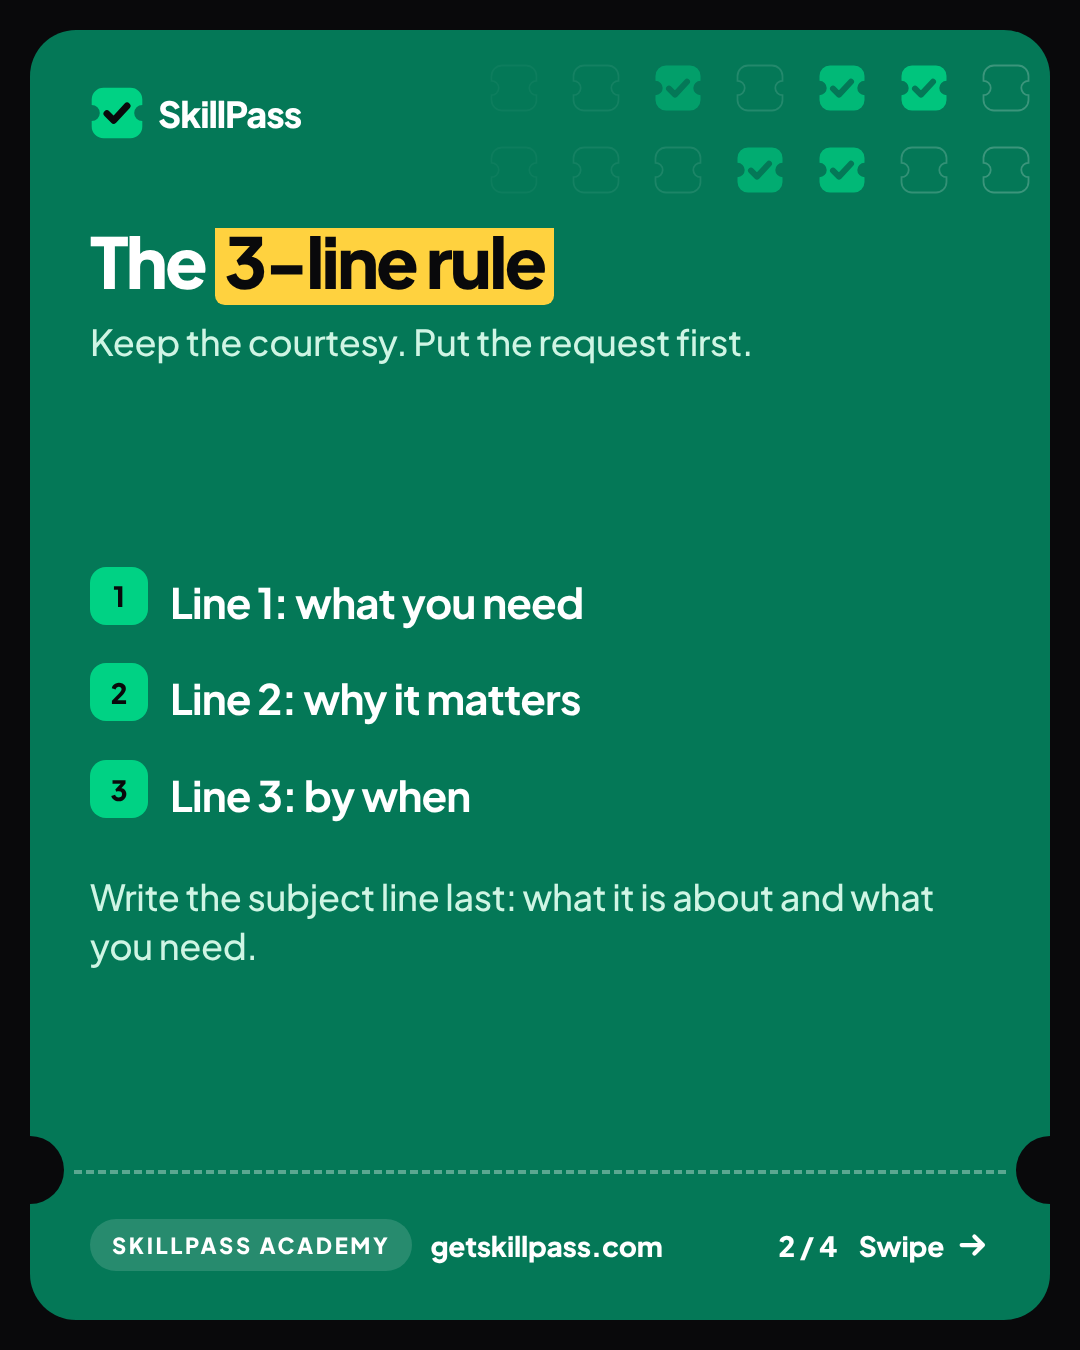 SkillPass
The 3-line rule
Keep the courtesy. Put the request first.
1 Line 1: what you need
2 Line 2: why it matters
3 Line 3: by when
Write the subject line last: what it is about and what
you need.
SKILLPASS ACADEMY getskillpass.com 2 / 4 Swipe →